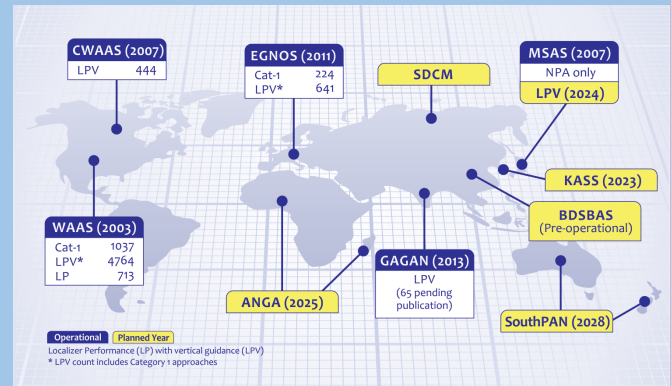 CWAAS (2007)
LPV 444
EGNOS (2011)
Cat-1 224
LPV* 641
SDCM
MSAS (2007)
NPA only
LPV (2024)
KASS (2023)
BDSBAS
(Pre-operational)
WAAS (2003)
Cat-1 1037
LPV* 4764
LP 713
ANGA (2025)
GAGAN (2013)
LPV
(65 pending
publication)
SouthPAN (2028)
Operational Planned Year
Localizer Performance (LP) with vertical guidance (LPV)
* LPV count includes Category 1 approaches